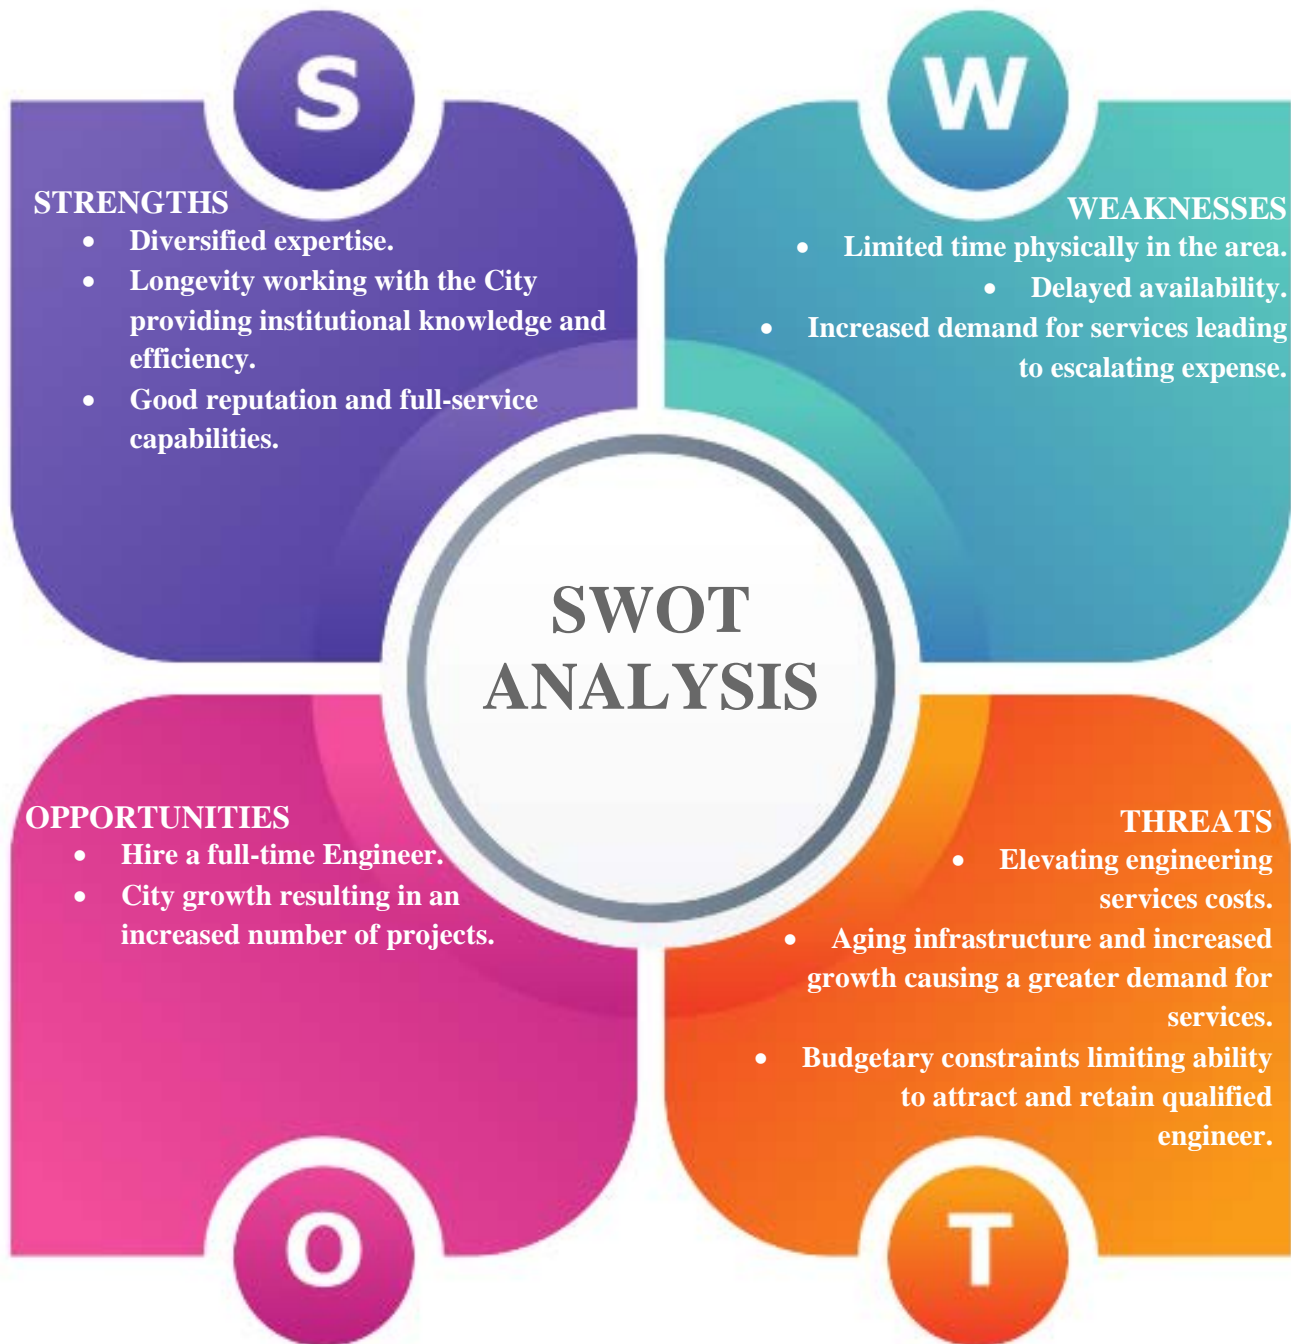 S
STRENGTHS
• Diversified expertise.
• Longevity working with the City
providing institutional knowledge and
efficiency.
• Good reputation and full-service
capabilities.
W
WEAKNESSES
• Limited time physically in the area.
• Delayed availability.
• Increased demand for services leading
to escalating expense.
SWOT
ANALYSIS
OPPORTUNITIES
• Hire a full-time Engineer.
• City growth resulting in an
increased number of projects.
O
THREATS
• Elevating engineering
services costs.
• Aging infrastructure and increased
growth causing a greater demand for
services.
• Budgetary constraints limiting ability
to attract and retain qualified
engineer.
T